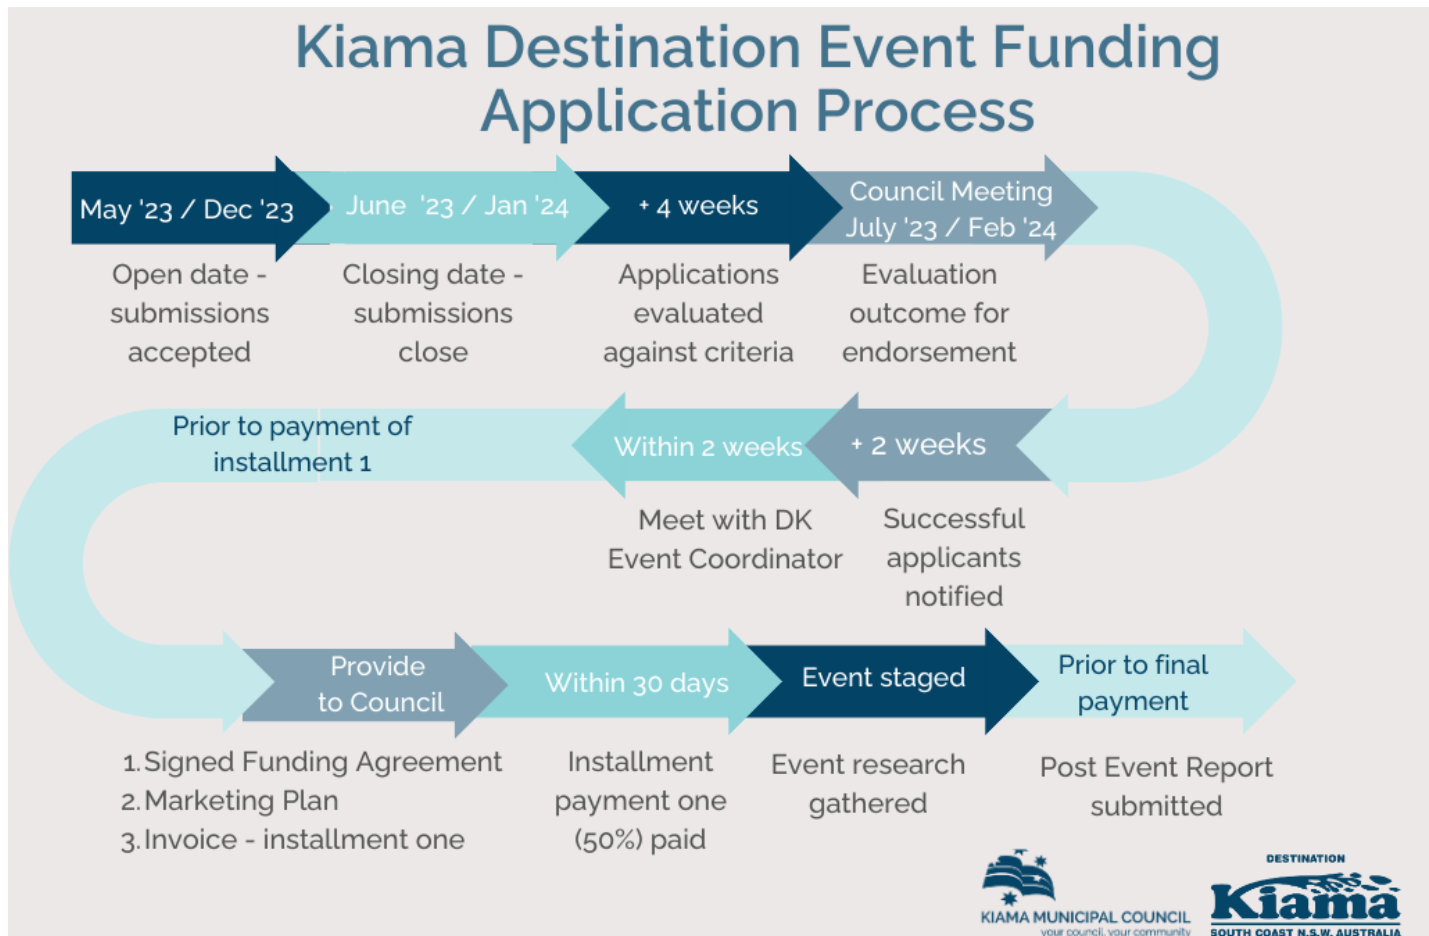 Kiama Destination Event Funding
Application Process
May '23 / Dec '23
June '23 / Jan '24
+ 4 weeks
Council Meeting
July '23 / Feb '24
Open date -
submissions
accepted
Closing date -
submissions
close
Applications
evaluated
against criteria
Evaluation
outcome for
endorsement
+ 2 weeks
Successful
applicants
notified
Within 2 weeks
Meet with DK
Event Coordinator
Prior to payment of
installment 1
Provide
to Council
1. Signed Funding Agreement
2. Marketing Plan
3. Invoice - installment one
Within 30 days
Installment
payment one
(50%) paid
Event staged
Event research
gathered
Prior to final
payment
Post Event Report
submitted
KIAMA MUNICIPAL COUNCIL
your council, your community
DESTINATION
Kiama
SOUTH COAST N.S.W. AUSTRALIA